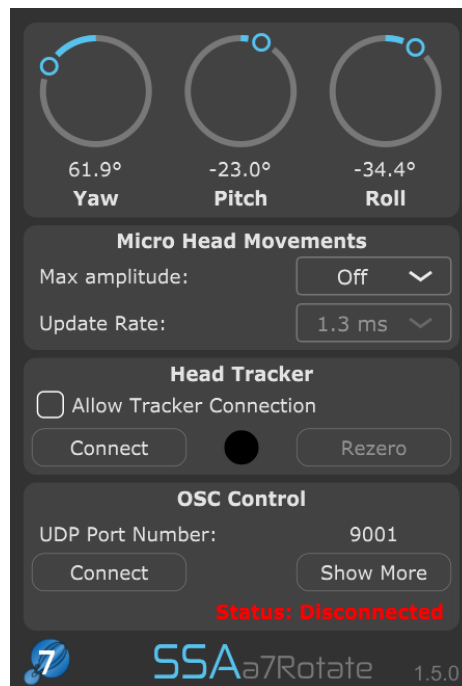 61.9° -23.0° -34.4°
Yaw Pitch Roll
Micro Head Movements
Max amplitude: Off
Update Rate: 1.3 ms
Head Tracker
Allow Tracker Connection
Connect Rezero
OSC Control
UDP Port Number: 9001
Connect Show More
Status: Disconnected
7 SSAa7Rotate 1.5.0